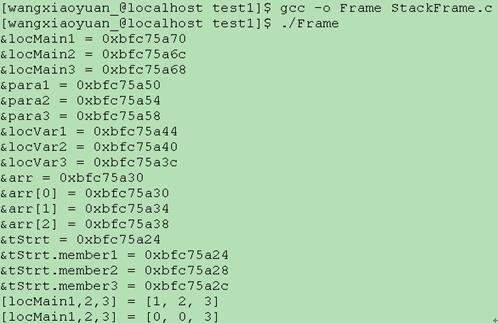 [wangxiaoyuan_@localhost test1]$ gcc -o Frame StackFrame.c
[wangxiaoyuan_@localhost test1]$ ./Frame
&locMain1 = 0xbfc75a70
&locMain2 = 0xbfc75a6c
&locMain3 = 0xbfc75a68
&para1 = 0xbfc75a50
&para2 = 0xbfc75a54
&para3 = 0xbfc75a58
&locVar1 = 0xbfc75a44
&locVar2 = 0xbfc75a40
&locVar3 = 0xbfc75a3c
&arr = 0xbfc75a30
&arr[0] = 0xbfc75a30
&arr[1] = 0xbfc75a34
&arr[2] = 0xbfc75a38
&tStrt = 0xbfc75a24
&tStrt.member1 = 0xbfc75a24
&tStrt.member2 = 0xbfc75a28
&tStrt.member3 = 0xbfc75a2c
[locMain1,2,3] = [1, 2, 3]
[locMain1,2,3] = [0, 0, 3]